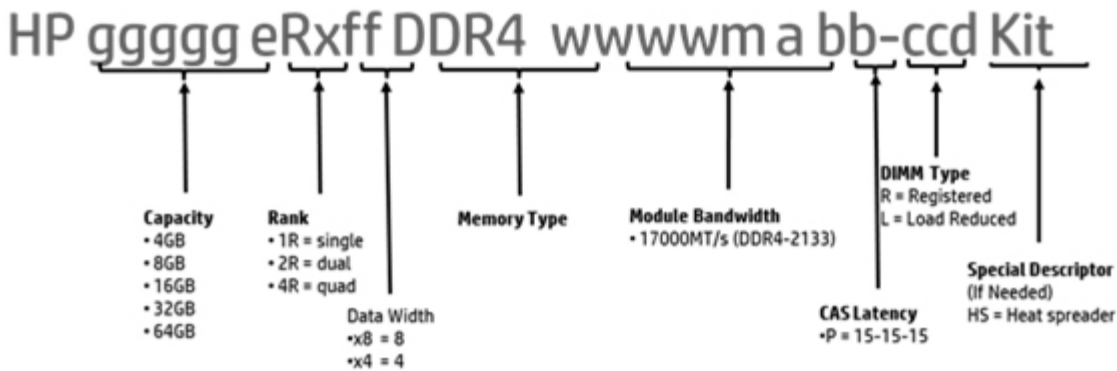 HP ggggg eRxff DDR4 wwwwm a bb-ccd Kit
Capacity
• 4GB
• 8GB
• 16GB
• 32GB
• 64GB
Rank
• 1R = single
• 2R = dual
• 4R = quad
Data Width
•x8 = 8
•x4 = 4
Memory Type
Module Bandwidth
• 17000MT/s (DDR4-2133)
CAS Latency
•P = 15-15-15
DIMM Type
R = Registered
L = Load Reduced
Special Descriptor
(If Needed)
HS = Heat spreader